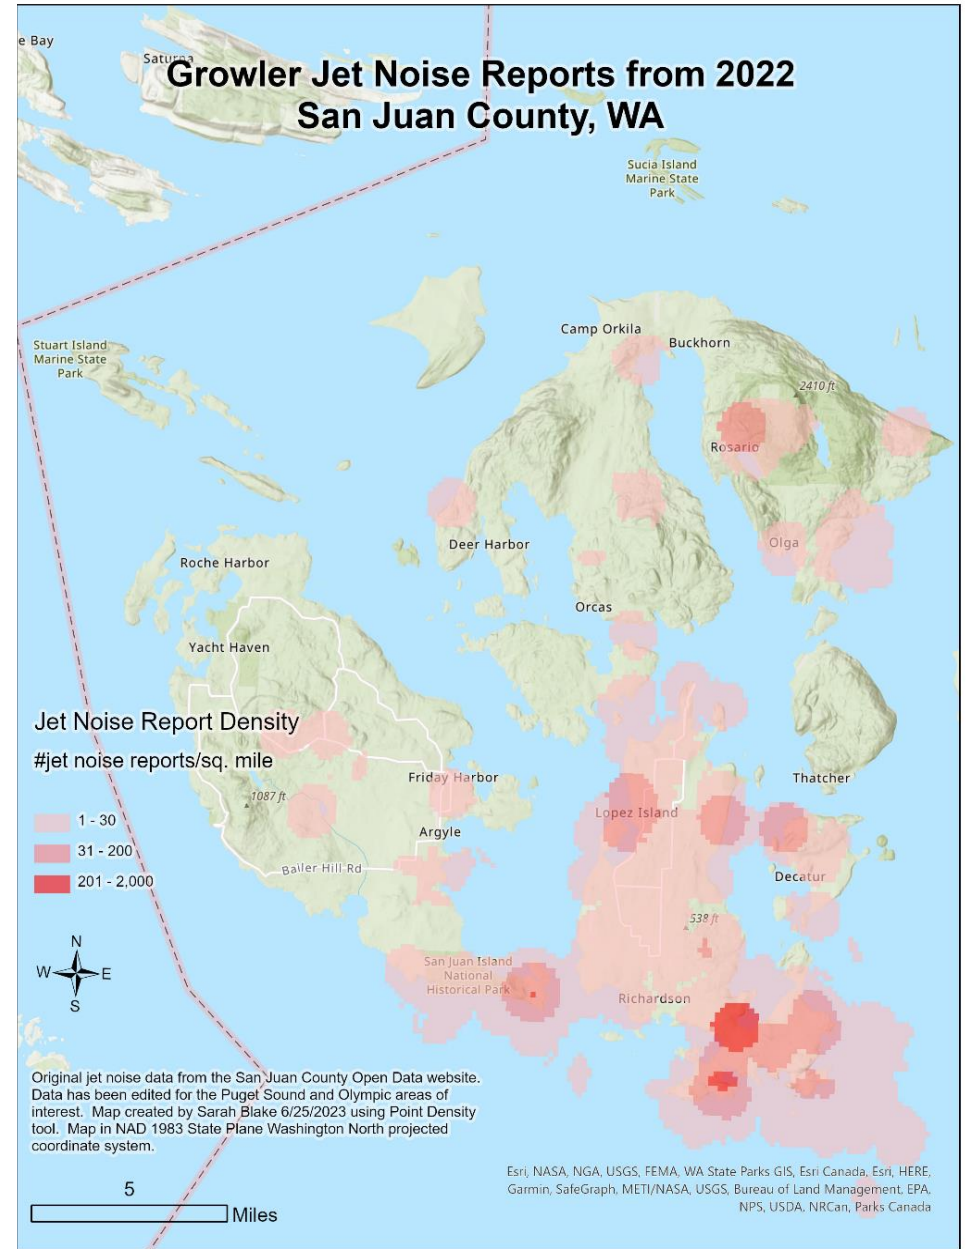 e Bay
Saturna
Growler Jet Noise Reports from 2022
San Juan County, WA
Sucia Island
Marine State
Park
Camp Orkila
Buckhorn
Stuart Island
Marine State
Park
2410 ft
Rosario
Deer Harbor
Olga
Roche Harbor
Orcas
Yacht Haven
Jet Noise Report Density
#jet noise reports/sq. mile
Friday Harbor
Thatcher
1087 ft
Lopez Island
1 - 30
Argyle
31 - 200
Bailer Hill Rd
Decatur
201 - 2,000
538 ft
N
W
E
S
San Juan Island
National
Historical Park
Richardson
Original jet noise data from the San Juan County Open Data website.
Data has been edited for the Puget Sound and Olympic areas of
interest. Map created by Sarah Blake 6/25/2023 using Point Density
tool. Map in NAD 1983 State Plane Washington North projected
coordinate system.
Esri, NASA, NGA, USGS, FEMA, WA State Parks GIS, Esri Canada, Esri, HERE,
Garmin, SafeGraph, METI/NASA, USGS, Bureau of Land Management, EPA,
NPS, USDA, NRCan, Parks Canada
5
Miles